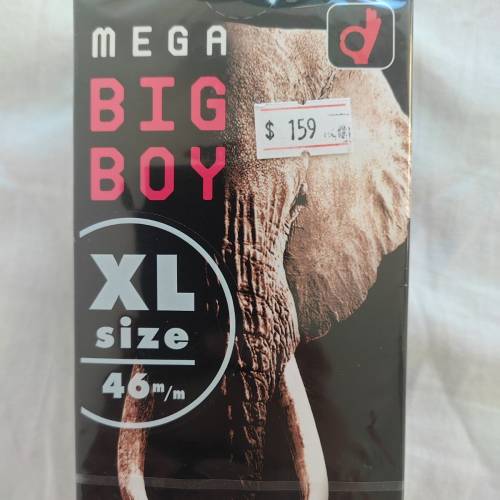 MEGA
BIG
BOY
$ 159
XL
size
46m/m